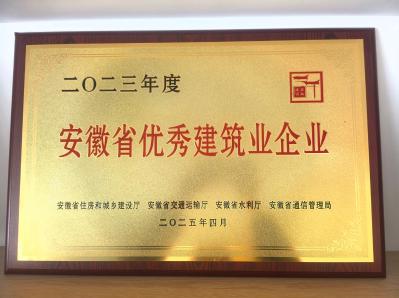 二〇二三年度
安徽省优秀建筑业企业
安徽省住房和城乡建设厅 安徽省交通运输厅 安徽省水利厅 安徽省通信管理局
二〇二五年四月